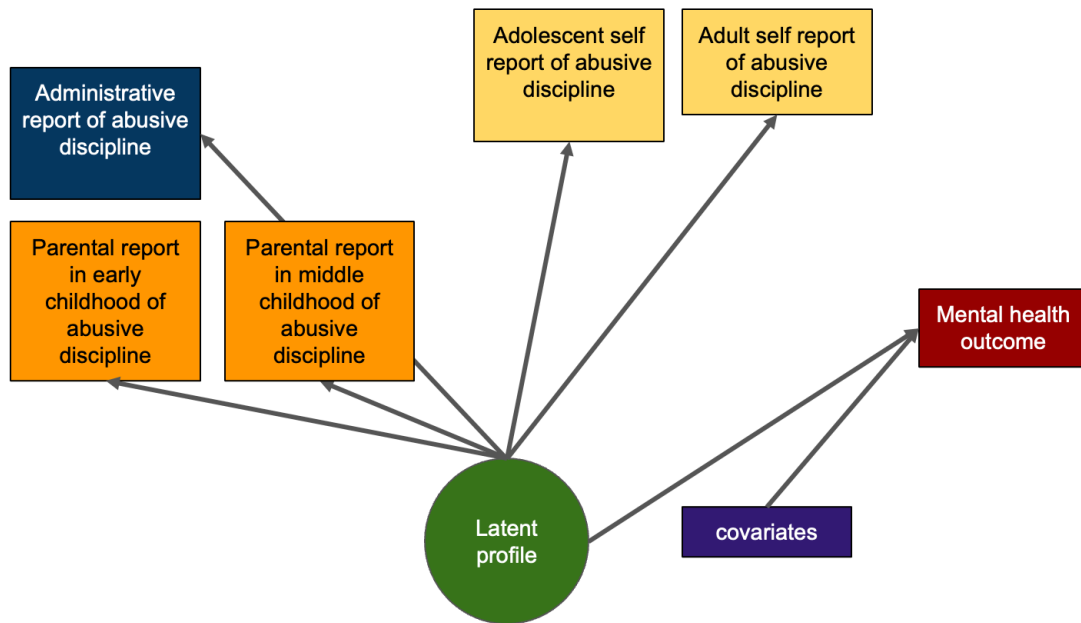 Administrative
report of abusive
discipline
Adolescent self
report of abusive
discipline
Adult self report
of abusive
discipline
Parental report
in early
childhood of
abusive
discipline
Parental report
in middle
childhood of
abusive
discipline
Mental health
outcome
Latent
profile
covariates